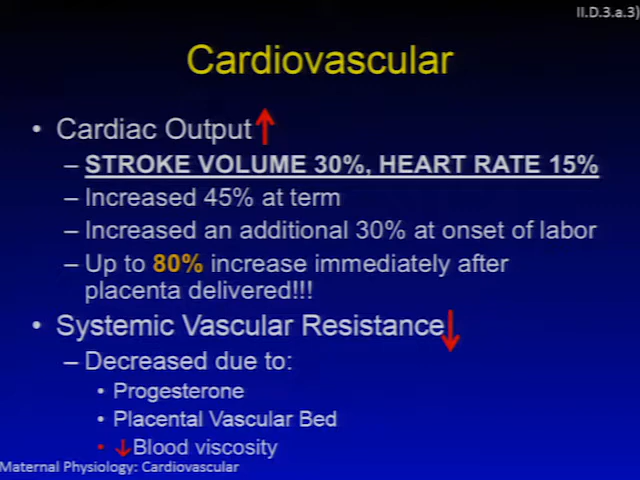 II.D.3.a.3)
Cardiovascular
• Cardiac Output↑
– STROKE VOLUME 30%, HEART RATE 15%
– Increased 45% at term
– Increased an additional 30% at onset of labor
– Up to 80% increase immediately after
placenta delivered!!!
• Systemic Vascular Resistance↓
– Decreased due to:
• Progesterone
• Placental Vascular Bed
• ↓Blood viscosity
Maternal Physiology: Cardiovascular